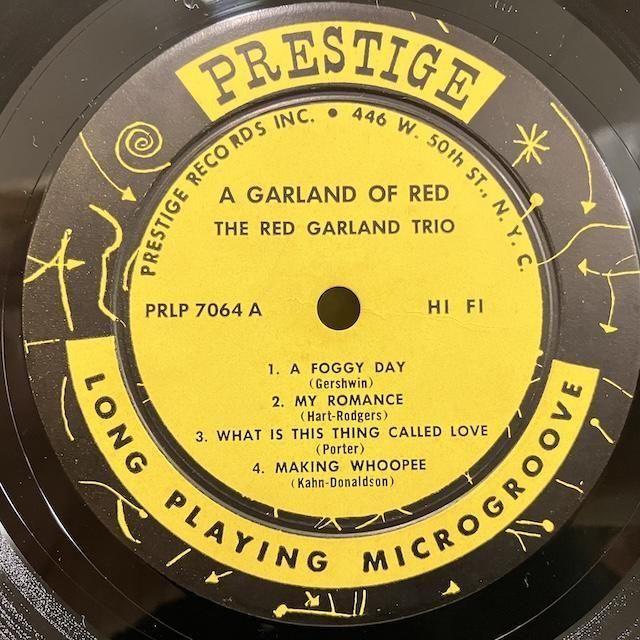 PRESTIGE
PRESTIGE RECORDS INC. • 446 W. 50th ST., N.Y.C.
A GARLAND OF RED
THE RED GARLAND TRIO
PRLP 7064 A HI FI
1. A FOGGY DAY
(Gershwin)
2. MY ROMANCE
(Hart-Rodgers)
3. WHAT IS THIS THING CALLED LOVE
(Porter)
4. MAKING WHOOPEE
(Kahn-Donaldson)
LONG PLAYING MICROGROOVE